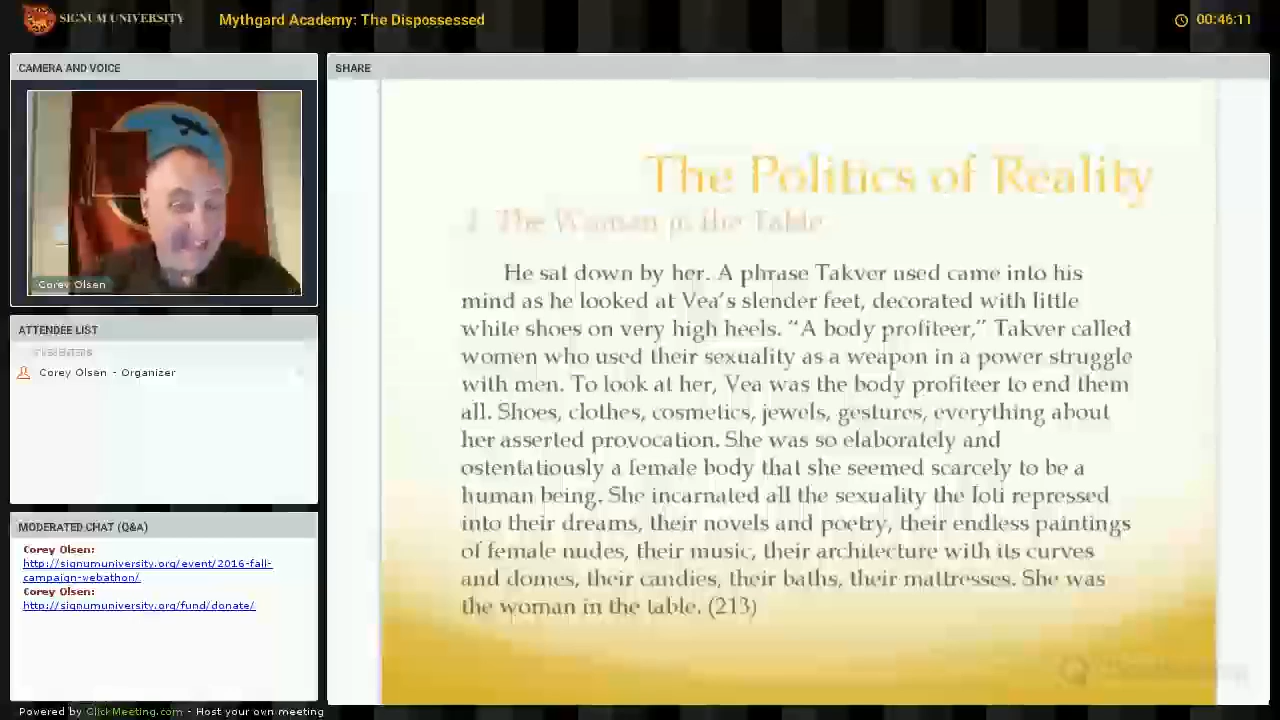 SIGNUM UNIVERSITY
Mythgard Academy: The Dispossessed
00:46:11
CAMERA AND VOICE
Corey Olsen
ATTENDEE LIST
Corey Olsen - Organizer
MODERATED CHAT (Q&A)
Corey Olsen:
http://signumuniversity.org/event/2016-fall-
campaign-webathon/
Corey Olsen:
http://signumuniversity.org/fund/donate/
SHARE
The Politics of Reality
The Woman in the Table
He sat down by her. A phrase Takver used came into his
mind as he looked at Vea’s slender feet, decorated with little
white shoes on very high heels. “A body profiteer,” Takver called
women who used their sexuality as a weapon in a power struggle
with men. To look at her, Vea was the body profiteer to end them
all. Shoes, clothes, cosmetics, jewels, gestures, everything about
her asserted provocation. She was so elaborately and
ostentatiously a female body that she seemed scarcely to be a
human being. She incarnated all the sexuality the Ioti repressed
into their dreams, their novels and poetry, their endless paintings
of female nudes, their music, their architecture with its curves
and domes, their candies, their baths, their mattresses. She was
the woman in the table. (213)
Powered by ClickMeeting.com - Host your own meeting